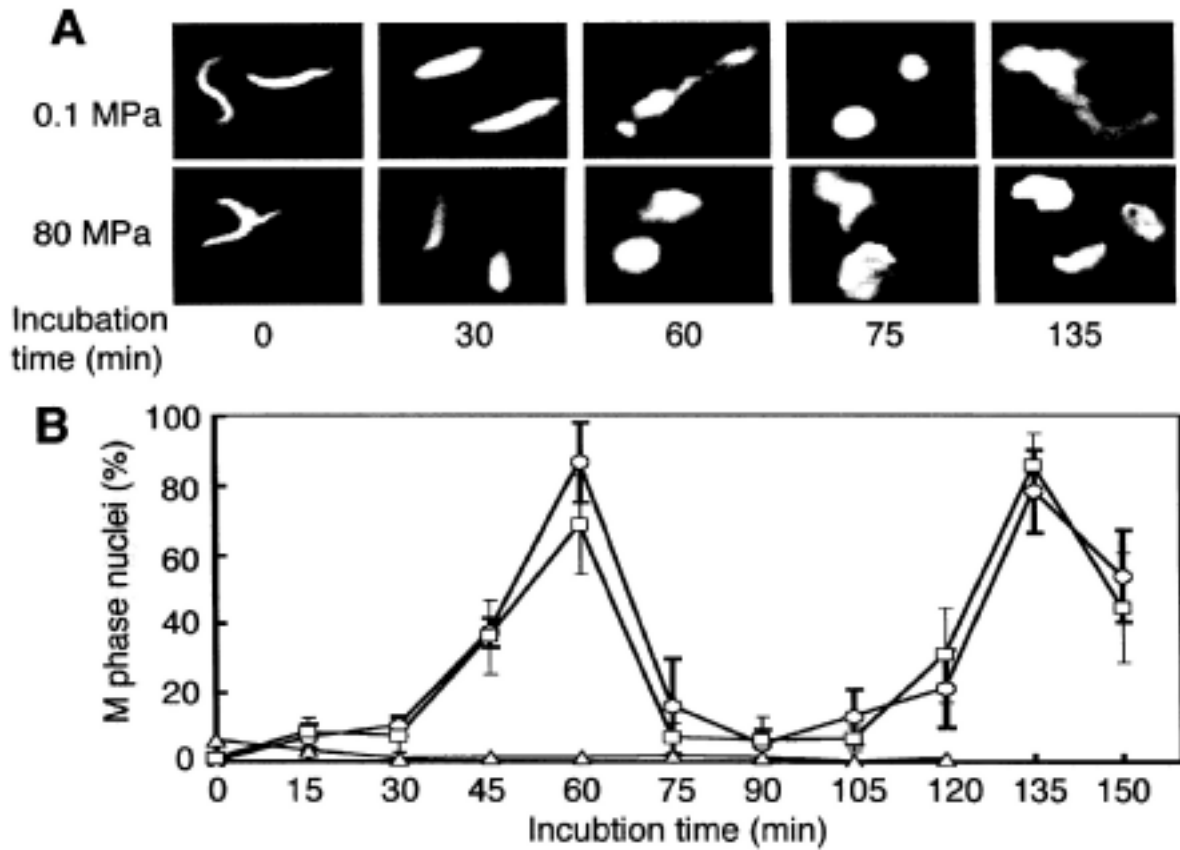 A
0.1 MPa
80 MPa
Incubation
time (min)
0 30 60 75 135
B
M phase nuclei (%)
100
80
60
40
20
0
0 15 30 45 60 75 90 105 120 135 150
Incubtion time (min)